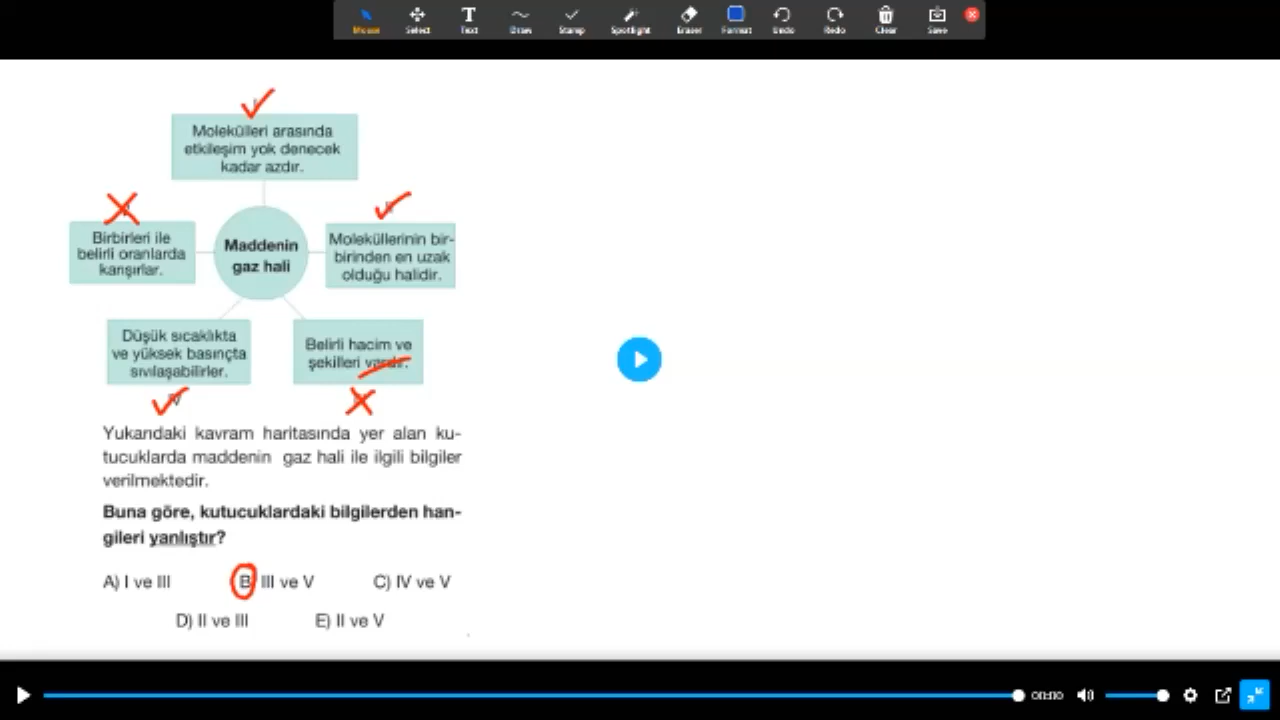 Mouse Select Text Draw Stamp Spotlight Eraser Format Undo Redo Clear Save
Molekülleri arasında
etkileşim yok denecek
kadar azdır.
Birbirleri ile
belirli oranlarda
karışırlar.
Maddenin
gaz hali
Moleküllerinin bir-
birinden en uzak
olduğu halidir.
Düşük sıcaklıkta
ve yüksek basınçta
sıvılaşabilirler.
Belirli hacim ve
şekilleri vardır.
IV
Yukarıdaki kavram haritasında yer alan ku-
tucuklarda maddenin gaz hali ile ilgili bilgiler
verilmektedir.
Buna göre, kutucuklardaki bilgilerden han-
gileri yanlıştır?
A) I ve III B) III ve V C) IV ve V
D) II ve III E) II ve V
00:00